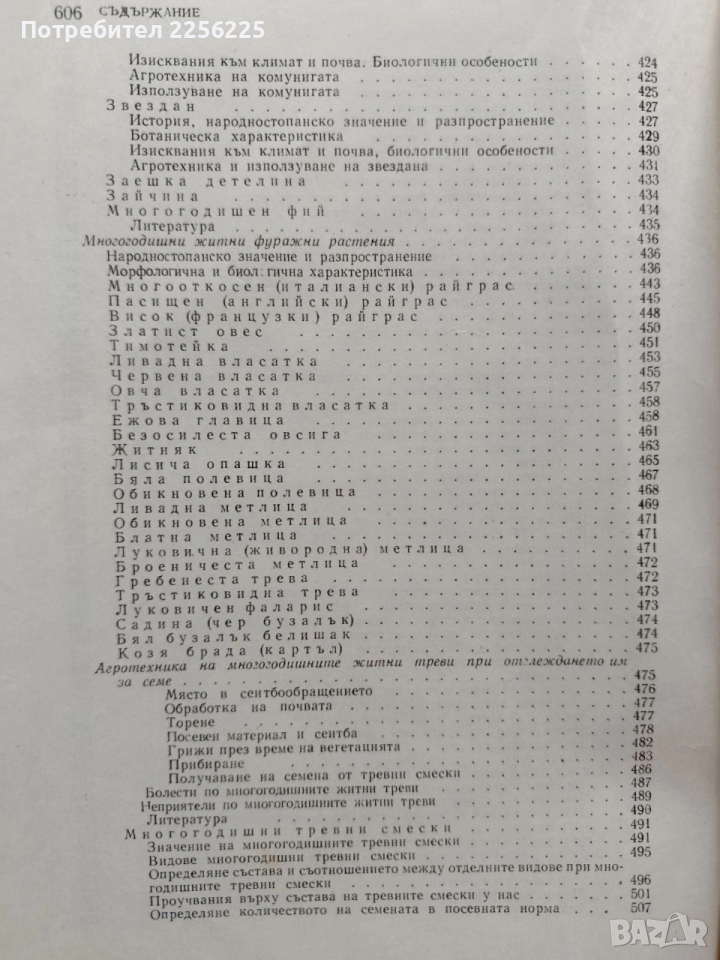 Потребител 2256525
606 СЪДЪРЖАНИЕ
Изисквания към климат и почва. Биологични особености . . . . . 424
Агротехника на комунигата . . . . . 425
Използуване на комунигата . . . . . 425
Звездан . . . . . 427
История, народностопанско значение и разпространение . . . . . 427
Ботаническа характеристика . . . . . 429
Изисквания към климат и почва, биологични особености . . . . . 430
Агротехника и използуване на звездана . . . . . 431
Заешка детелина . . . . . 433
Зайчина . . . . . 434
Многогодишен фий . . . . . 434
Литература . . . . . 435
Многогодишни житни фуражни растения . . . . . 436
Народностопанско значение и разпространение . . . . . 436
Морфологична и биол гична характеристика . . . . . 436
Многооткосен (италиански) райграс . . . . . 443
Пасищен (английски) райграс . . . . . 445
Висок (французки) райграс . . . . . 448
Златист овес . . . . . 450
Тимотейка . . . . . 451
Ливадна власатка . . . . . 453
Червена власатка . . . . . 455
Овча власатка . . . . . 457
Тръстиковидна власатка . . . . . 458
Ежова главица . . . . . 458
Безосилеста овсига . . . . . 461
Житняк . . . . . 463
Лисича опашка . . . . . 465
Бяла полевица . . . . . 467
Обикновена полевица . . . . . 468
Ливадна метлица . . . . . 469
Обикновена метлица . . . . . 471
Блатна метлица . . . . . 471
Луковична (живородна) метлица . . . . . 471
Броеничеста метлица . . . . . 472
Гребенеста трева . . . . . 472
Тръстиковидна трева . . . . . 473
Луковичен фаларис . . . . . 473
Садина (чер бузалък) . . . . . 474
Бял бузалък белишак . . . . . 474
Козя брада (картъл) . . . . . 475
Агротехника на многогодишните житни треви при отглеждането им
за семе . . . . . 475
Място в сеитбообращението . . . . . 476
Обработка на почвата . . . . . 477
Торене . . . . . 477
Посевен материал и сеитба . . . . . 478
Грижи през време на вегетацията . . . . . 482
Прибиране . . . . . 483
Получаване на семена от тревни смески . . . . . 486
Болести по многогодишните житни треви . . . . . 487
Неприятели по многогодишните житни треви . . . . . 489
Литература . . . . . 490
Многогодишни тревни смески . . . . . 491
Значение на многогодишните тревни смески . . . . . 491
Видове многогодишни тревни смески . . . . . 495
Определяне състава и съотношението между отделните видове при мно-
годишните тревни смески . . . . . 496
Проучвания върху състава на тревните смески у нас . . . . . 501
Определяне количеството на семената в посевната норма . . . . . 507
BAZAR